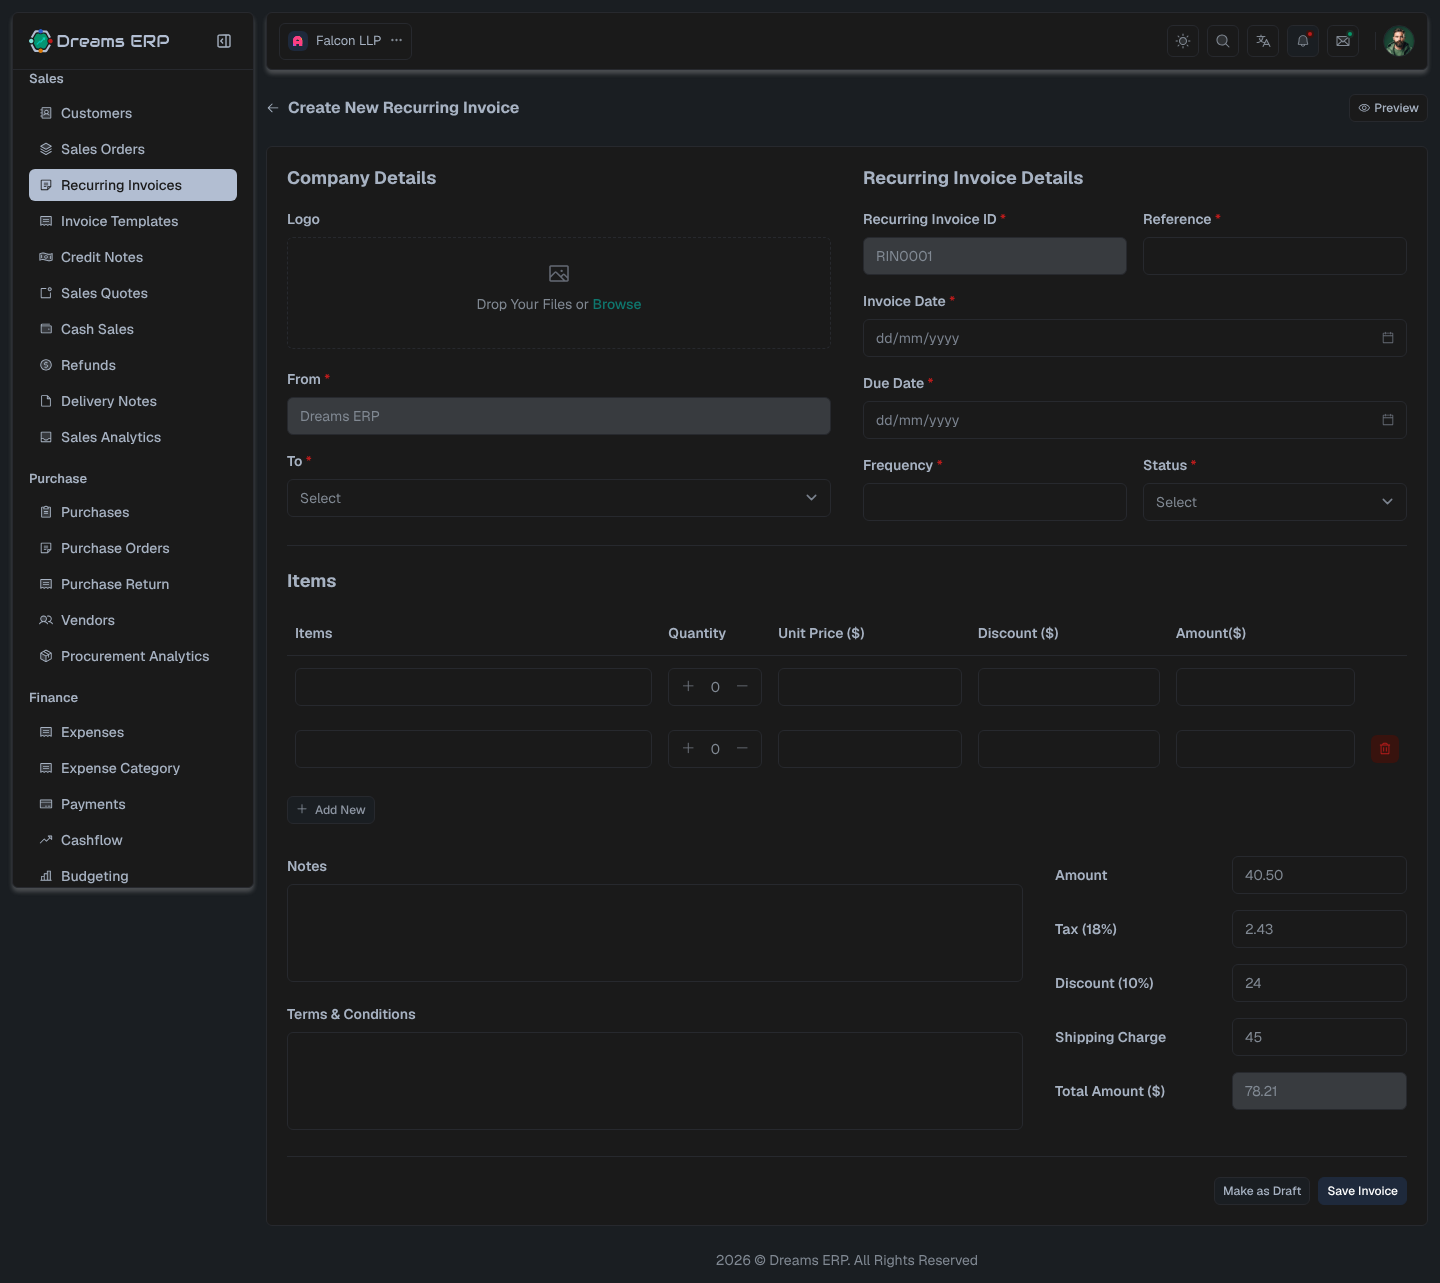 Dreams ERP
Falcon LLP
Sales
Customers
Sales Orders
Recurring Invoices
Invoice Templates
Credit Notes
Sales Quotes
Cash Sales
Refunds
Delivery Notes
Sales Analytics
Purchase
Purchases
Purchase Orders
Purchase Return
Vendors
Procurement Analytics
Finance
Expenses
Expense Category
Payments
Cashflow
Budgeting
Create New Recurring Invoice
Preview
Company Details
Logo
Drop Your Files or Browse
From *
Dreams ERP
To *
Select
Recurring Invoice Details
Recurring Invoice ID * Reference *
RIN0001
Invoice Date *
dd/mm/yyyy
Due Date *
dd/mm/yyyy
Frequency * Status *
Select
Items
Items Quantity Unit Price ($) Discount ($) Amount($)
0
0
Add New
Notes
Terms & Conditions
Amount 40.50
Tax (18%) 2.43
Discount (10%) 24
Shipping Charge 45
Total Amount ($) 78.21
Make as Draft Save Invoice
2026 © Dreams ERP. All Rights Reserved